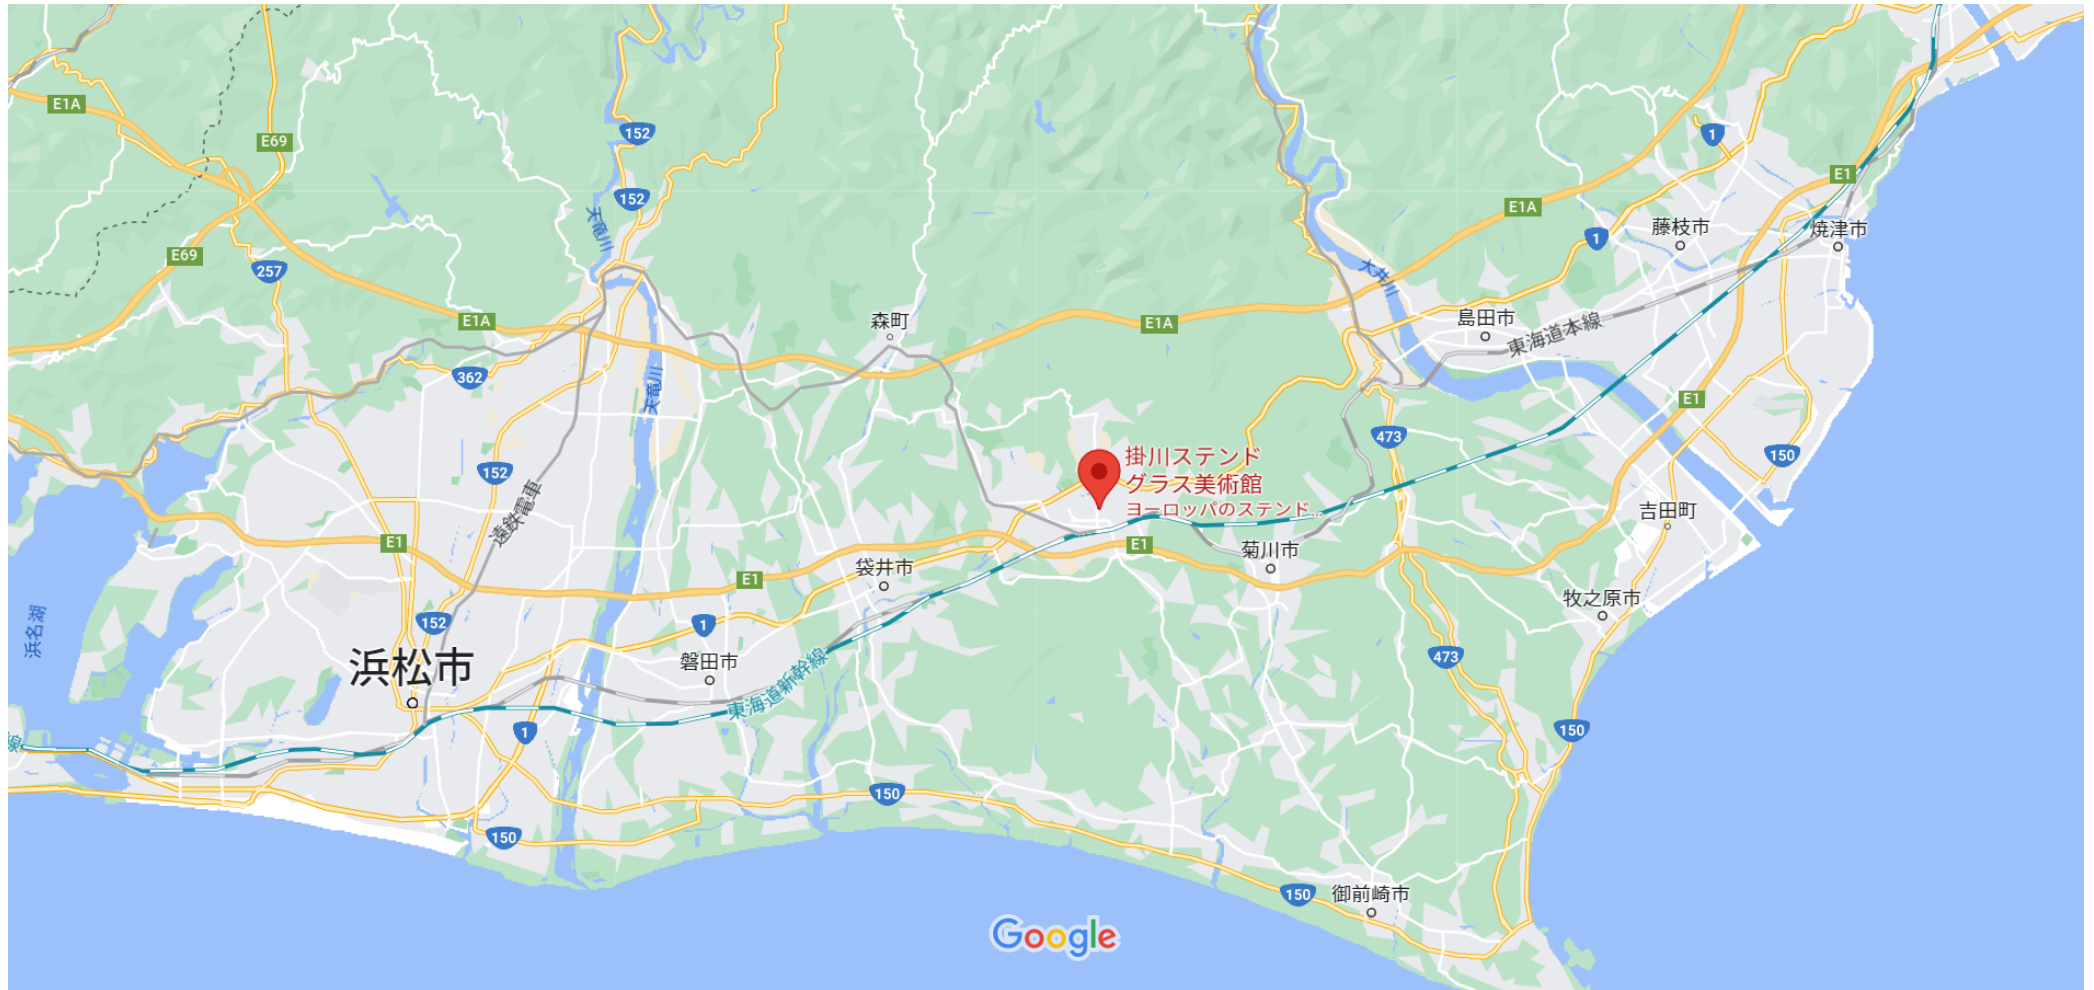 E1A
E69
152
1
E1
152
天竜川
E1A
藤枝市
焼津市
1
E69
257
大井川
E1A
森町
E1A
島田市
東海道本線
362
天竜川
E1
473
掛川ステンド
グラス美術館
ヨーロッパのステンド...
150
152
遠鉄電車
吉田町
E1
E1
菊川市
袋井市
E1
牧之原市
浜名湖
152
1
473
浜松市
磐田市
東海道新幹線
線
1
150
150
150
150
御前崎市
Google